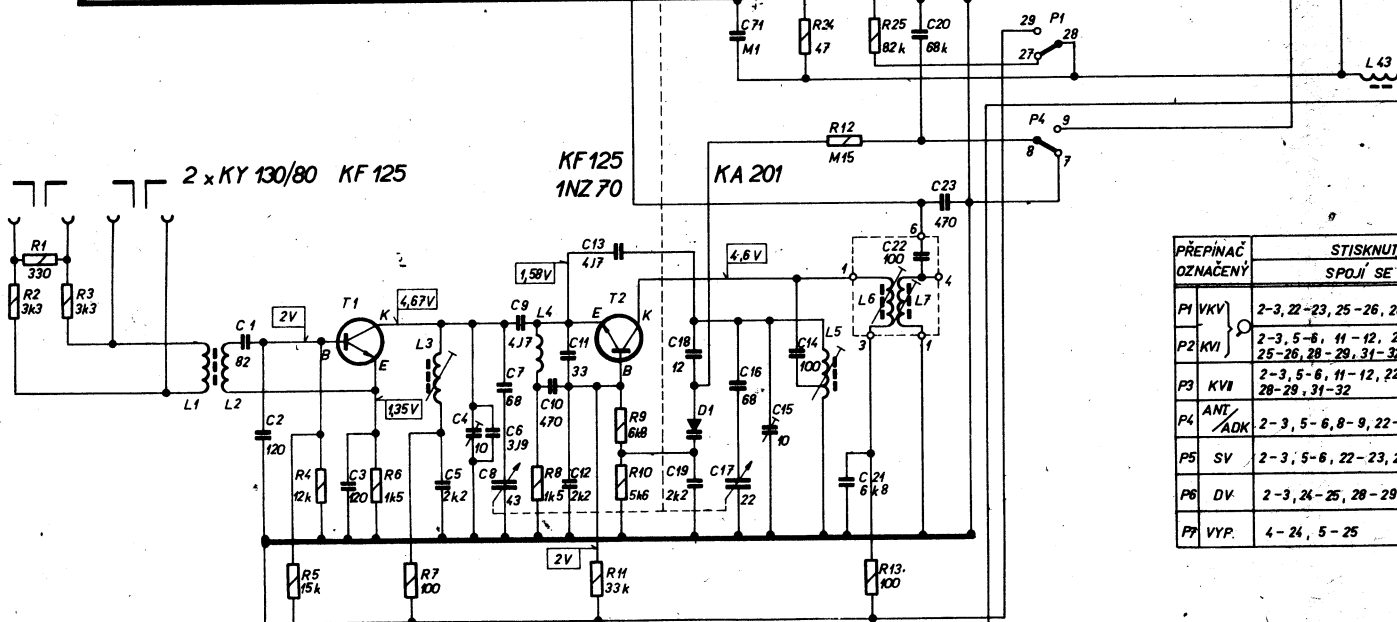 C71
M1
R24
47
R25
82k
C20
68k
29
P1
28
27
L43
R12
M15
P4
9
8
7
2 x KY 130/80 KF 125
KF 125
1NZ 70
KA 201
C23
470
R1
330
R2
3k3
R3
3k3
C13
4J7
1,58V
4,6 V
6
C22
100
1
4
L6
L7
3
1
2V
T1
4,67V
K
B
E
C1
82
L1
L2
C9
4J7
L4
E
T2
K
B
L3
C11
33
C7
68
C10
470
C18
12
C14
100
L5
C16
68
C2
120
1,35V
C4
10
C6
3J9
R9
6k8
D1
C15
10
R4
12k
C3
120
R6
1k5
C5
2k2
C8
43
R8
1k5
C12
2k2
R10
5k6
C19
2k2
C17
22
C21
6k8
R5
15k
R7
100
2V
R11
33k
R13
100
PŘEPÍNAČ STISKNUT
OZNAČENÝ SPOJÍ SE
P1 VKV 2-3, 22-23, 25-26, 2
P2 KVI 2-3, 5-6, 11-12, 2
25-26, 28-29, 31-32
P3 KVII 2-3, 5-6, 11-12, 22
28-29, 31-32
P4 ANT/ADK 2-3, 5-6, 8-9, 22-
P5 SV 2-3, 5-6, 22-23, 2
P6 DV 2-3, 24-25, 28-29
P7 VYP. 4-24, 5-25